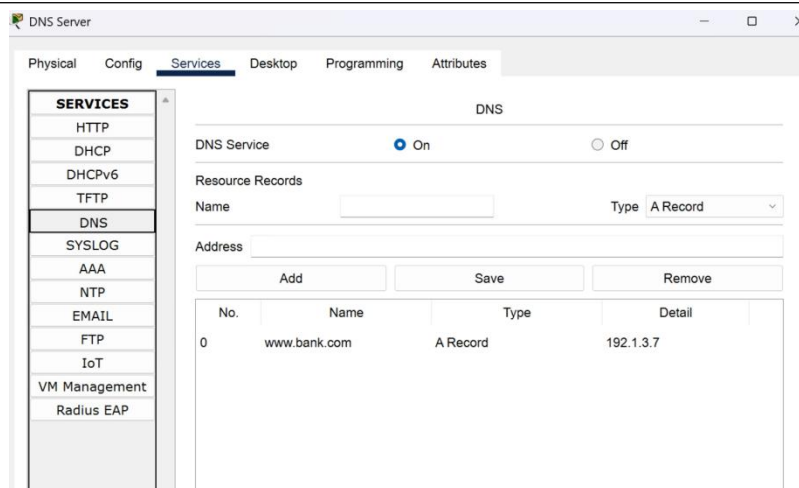 DNS Server
Physical Config Services Desktop Programming Attributes
SERVICES
HTTP
DHCP
DHCPv6
TFTP
DNS
SYSLOG
AAA
NTP
EMAIL
FTP
IoT
VM Management
Radius EAP
DNS
DNS Service On Off
Resource Records
Name Type A Record
Address
Add Save Remove
No. Name Type Detail
0 www.bank.com A Record 192.1.3.7